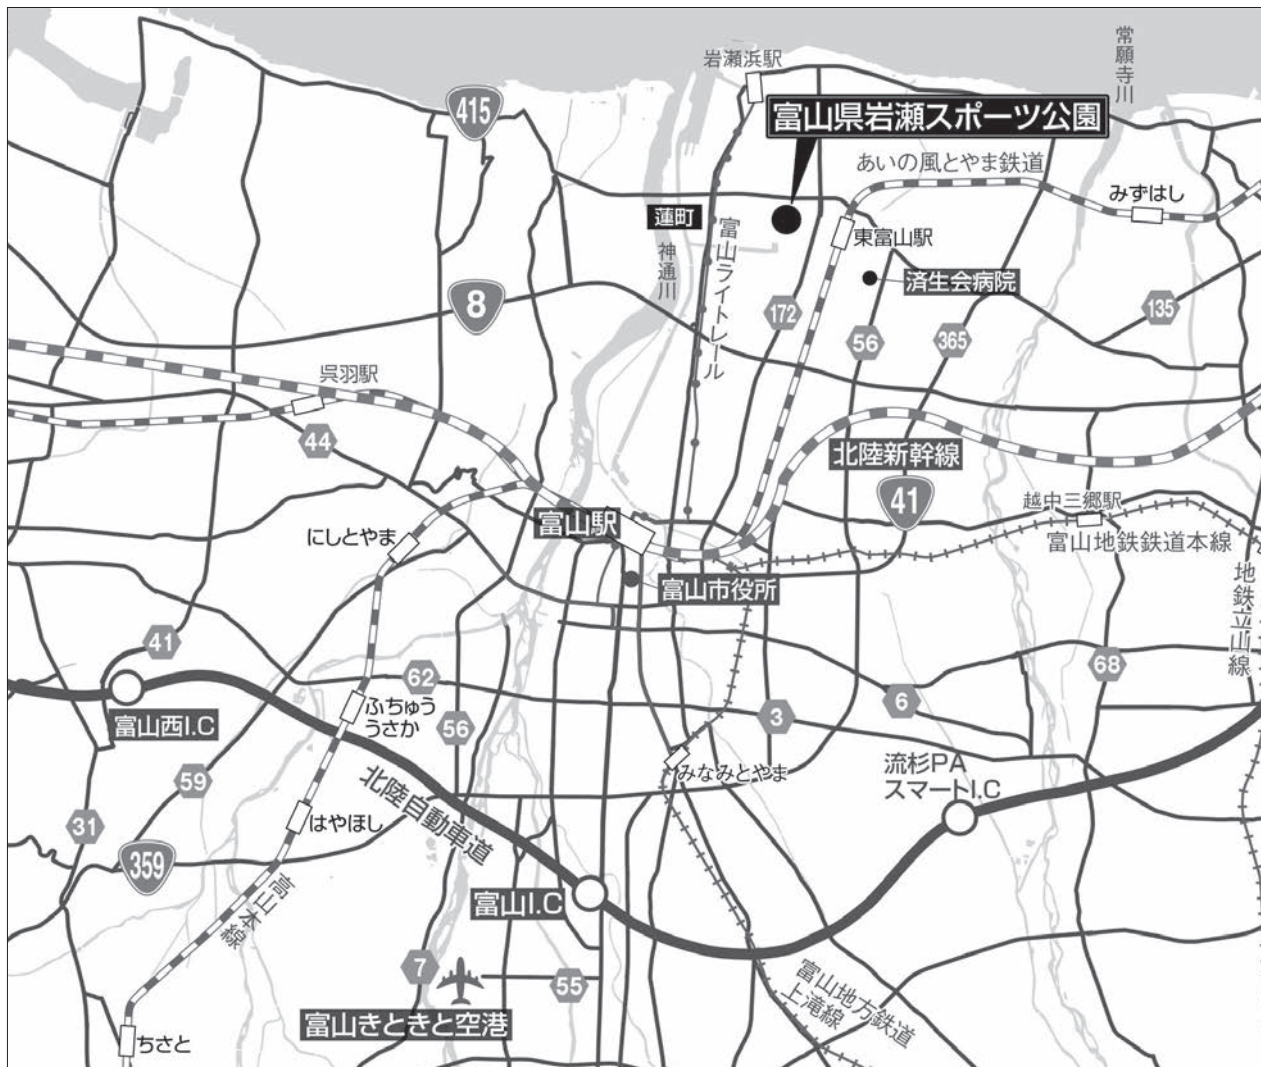 岩瀬浜駅
常願寺川
415
富山県岩瀬スポーツ公園
あいの風とやま鉄道
みずはし
蓮町
神通川
富山ライトレール
東富山駅
済生会病院
8
172
56
365
135
呉羽駅
44
北陸新幹線
41
越中三郷駅
富山駅
にしとやま
富山地鉄鉄道本線
富山市役所
地鉄立山線
41
62
68
富山西I.C
ふちゅう
うさか
56
3
6
59
みなみとやま
流杉PA
スマートI.C
北陸自動車道
31
はやほし
359
富山I.C
高山本線
7
55
富山地方鉄道
上滝線
富山きときと空港
ちさと